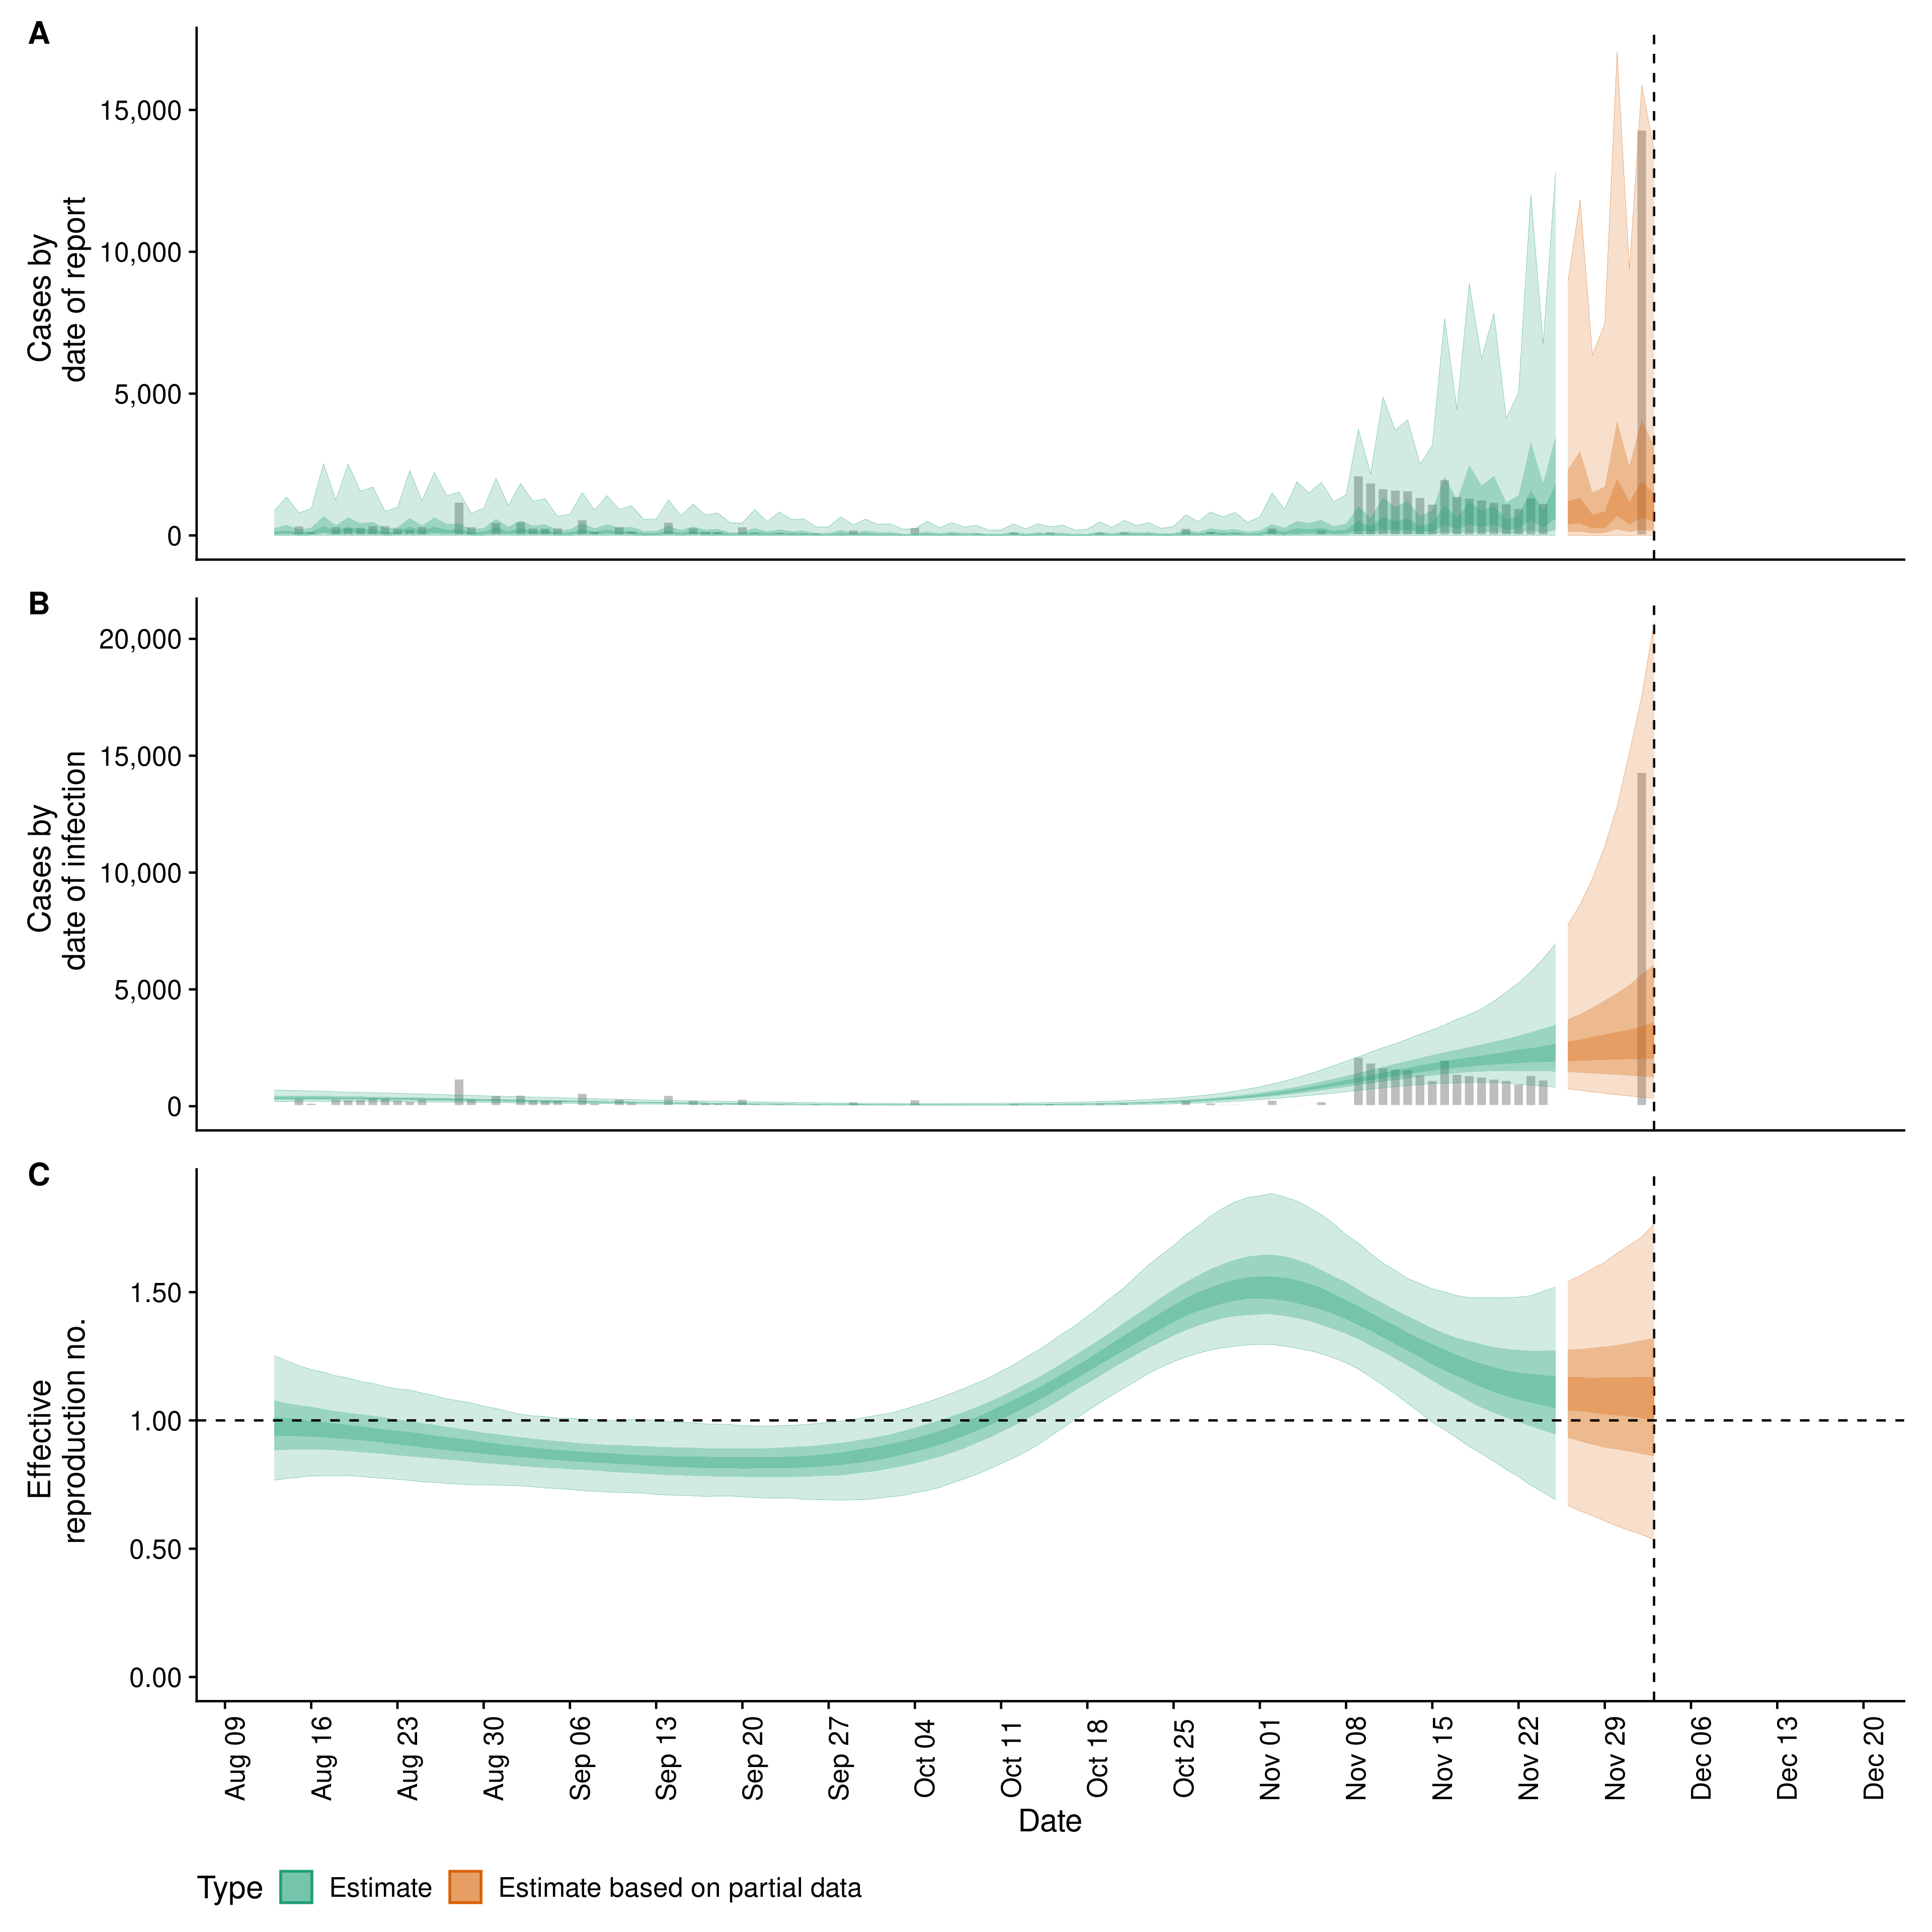 A
Cases by
date of report
15,000
10,000
5,000
0
B
Cases by
date of infection
20,000
15,000
10,000
5,000
0
C
Effective
reproduction no.
1.50
1.00
0.50
0.00
Aug 09
Aug 16
Aug 23
Aug 30
Sep 06
Sep 13
Sep 20
Sep 27
Oct 04
Oct 11
Oct 18
Oct 25
Nov 01
Nov 08
Nov 15
Nov 22
Nov 29
Dec 06
Dec 13
Dec 20
Date
Type Estimate Estimate based on partial data